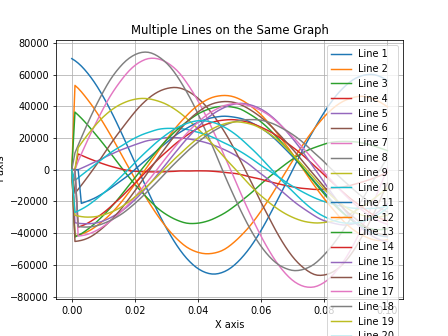 Multiple Lines on the Same Graph
80000
60000
40000
20000
0
−20000
−40000
−60000
−80000
0.00
0.02
0.04
0.06
X axis
Line 1
Line 2
Line 3
Line 4
Line 5
Line 6
Line 7
Line 8
Line 9
Line 10
Line 11
Line 12
Line 13
Line 14
Line 15
Line 16
Line 17
Line 18
Line 19
Line 20